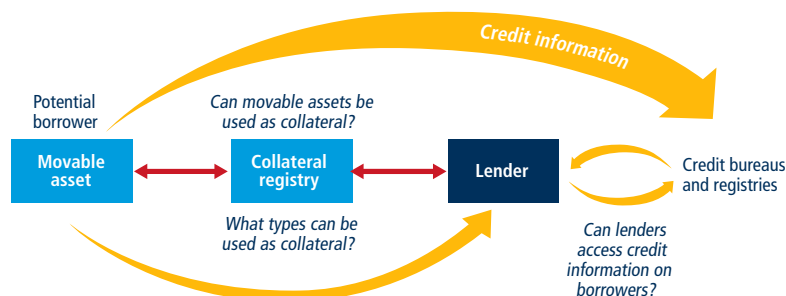 Credit information
Potential
borrower
Can movable assets be
used as collateral?
Movable
asset
Collateral
registry
Lender
Credit bureaus
and registries
What types can be
used as collateral?
Can lenders
access credit
information on
borrowers?